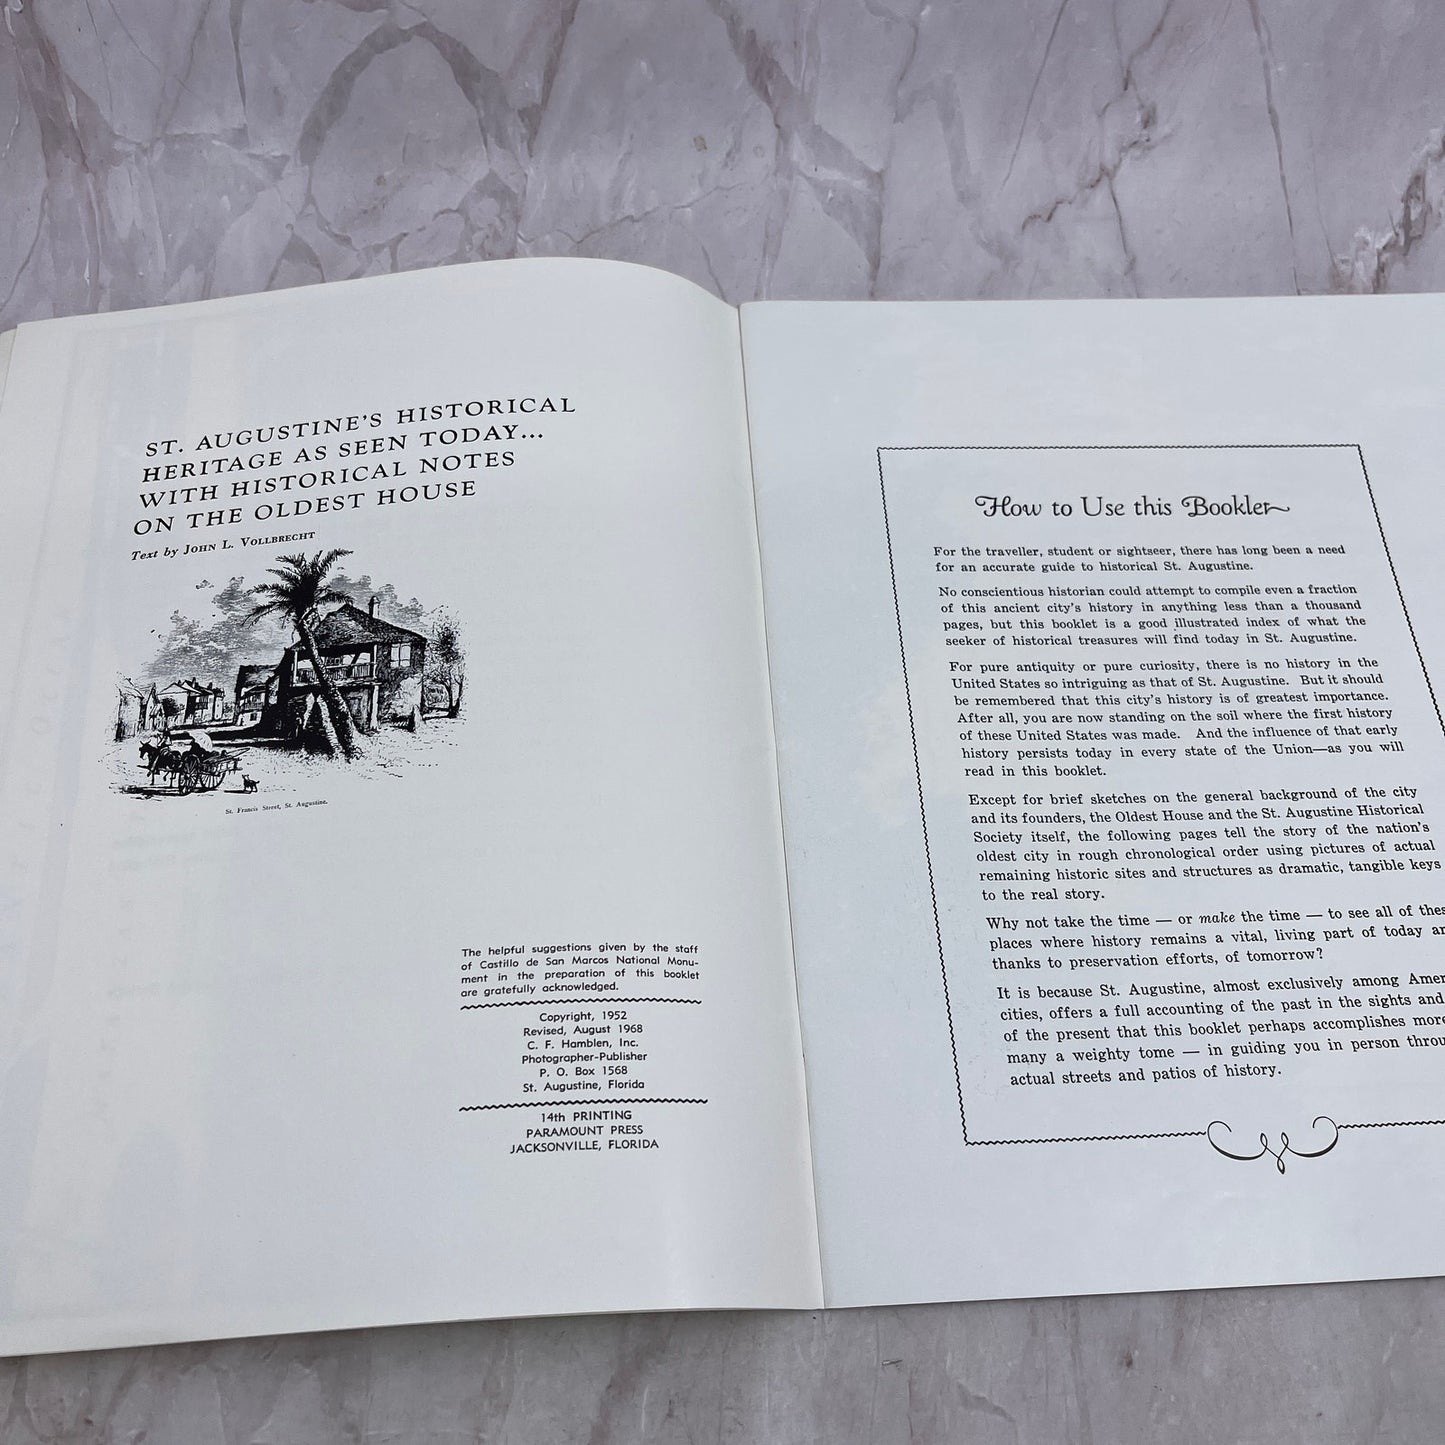 ST. AUGUSTINE'S HISTORICAL
HERITAGE AS SEEN TODAY...
WITH HISTORICAL NOTES
ON THE OLDEST HOUSE
Text by JOHN L. VOLLBRECHT
St. Francis Street, St. Augustine.
The helpful suggestions given by the staff
of Castillo de San Marcos National Monu-
ment in the preparation of this booklet
are gratefully acknowledged.
Copyright, 1952
Revised, August 1968
C. F. Hamblen, Inc.
Photographer-Publisher
P. O. Box 1568
St. Augustine, Florida
14th PRINTING
PARAMOUNT PRESS
JACKSONVILLE, FLORIDA
How to Use this Booklet
For the traveller, student or sightseer, there has long been a need
for an accurate guide to historical St. Augustine.
No conscientious historian could attempt to compile even a fraction
of this ancient city's history in anything less than a thousand
pages, but this booklet is a good illustrated index of what the
seeker of historical treasures will find today in St. Augustine.
For pure antiquity or pure curiosity, there is no history in the
United States so intriguing as that of St. Augustine. But it should
be remembered that this city's history is of greatest importance.
After all, you are now standing on the soil where the first history
of these United States was made. And the influence of that early
history persists today in every state of the Union—as you will
read in this booklet.
Except for brief sketches on the general background of the city
and its founders, the Oldest House and the St. Augustine Historical
Society itself, the following pages tell the story of the nation's
oldest city in rough chronological order using pictures of actual
remaining historic sites and structures as dramatic, tangible keys
to the real story.
Why not take the time — or make the time — to see all of
places where history remains a vital, living part of today
thanks to preservation efforts, of tomorrow?
It is because St. Augustine, almost exclusively among
cities, offers a full accounting of the past in the sights and
of the present that this booklet perhaps accomplishes
many a weighty tome — in guiding you in person
actual streets and patios of history.